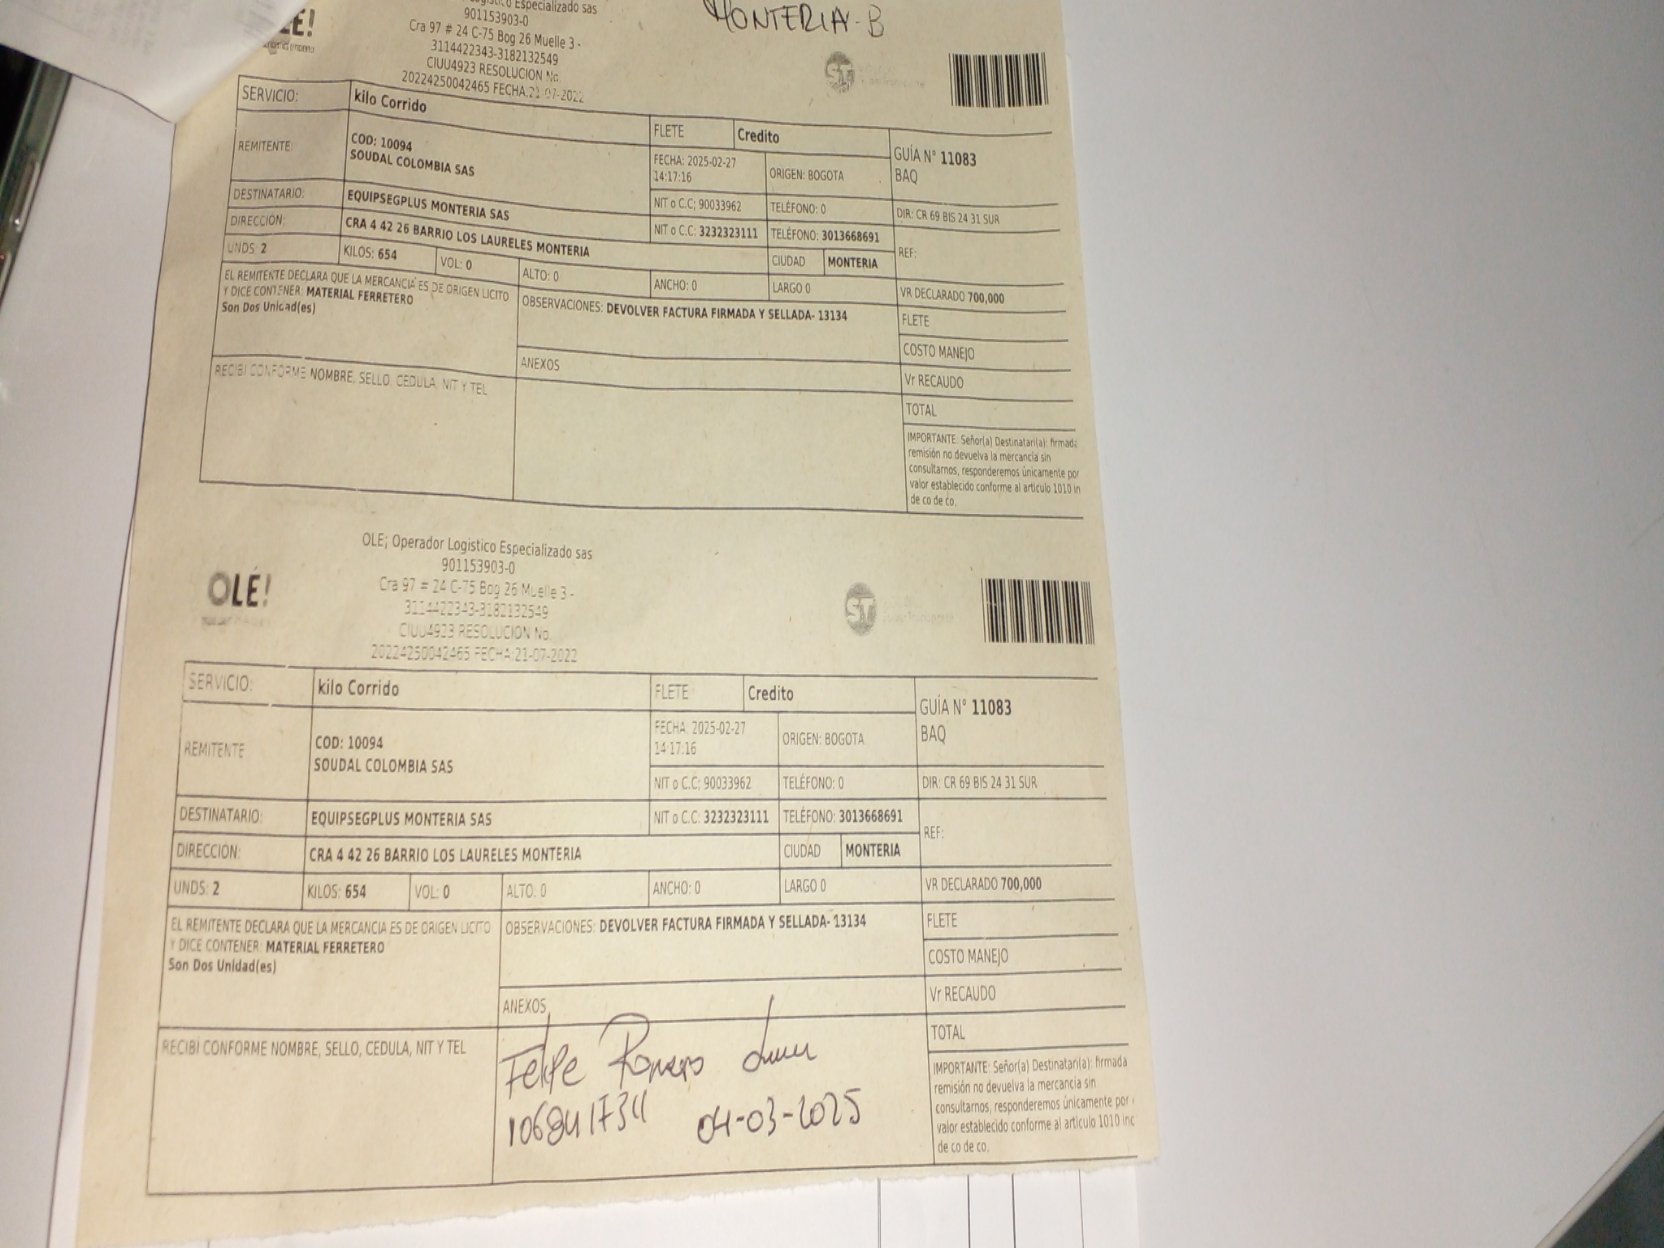 LÉ!
Especializado sas
901153903-0
Cra 97 # 24 C-75 Bog 26 Muelle 3 -
3114422343-3182132549
CIUU4923 RESOLUCION No.
20224250042465 FECHA:21-07-2022
MONTERIA - B
ST
SERVICIO: kilo Corrido
FLETE Credito
GUÍA N° 11083
BAQ
REMITENTE: COD: 10094
SOUDAL COLOMBIA SAS
FECHA: 2025-02-27
14:17:16
ORIGEN: BOGOTA
NIT o C.C; 90033962 TELÉFONO: 0 DIR: CR 69 BIS 24 31 SUR
DESTINATARIO: EQUIPSEGPLUS MONTERIA SAS NIT o C.C. 3232323111 TELÉFONO: 3013668691
REF:
DIRECCIÓN: CRA 4 42 26 BARRIO LOS LAURELES MONTERIA CIUDAD MONTERIA
UNDS: 2 KILOS: 654 VOL: 0 ALTO: 0 ANCHO: 0 LARGO 0 VR DECLARADO 700,000
EL REMITENTE DECLARA QUE LA MERCANCIA ES DE ORIGEN LICITO
Y DICE CONTENER: MATERIAL FERRETERO
Son Dos Unidad(es)
OBSERVACIONES: DEVOLVER FACTURA FIRMADA Y SELLADA- 13134
FLETE
COSTO MANEJO
ANEXOS
Vr RECAUDO
RECIBI CONFORME NOMBRE, SELLO, CEDULA, NIT Y TEL
TOTAL
IMPORTANTE: Señor(a) Destinatari(a): firmada
remisión no devuelva la mercancia sin
consultarnos, responderemos únicamente por
valor establecido conforme al articulo 1010 in
de co de co.
OLÉ!
OLE; Operador Logistico Especializado sas
901153903-0
Cra 97 # 24 C-75 Bog 26 Muelle 3 -
3114422343-3182132549
CIUU4923 RESOLUCION No.
20224250042465 FECHA:21-07-2022
ST
SERVICIO: kilo Corrido
FLETE Credito
GUÍA N° 11083
BAQ
REMITENTE COD: 10094
SOUDAL COLOMBIA SAS
FECHA: 2025-02-27
14:17:16
ORIGEN: BOGOTA
NIT o C.C; 90033962 TELÉFONO: 0 DIR: CR 69 BIS 24 31 SUR
DESTINATARIO: EQUIPSEGPLUS MONTERIA SAS NIT o C.C. 3232323111 TELÉFONO: 3013668691
REF:
DIRECCIÓN: CRA 4 42 26 BARRIO LOS LAURELES MONTERIA CIUDAD MONTERIA
UNDS: 2 KILOS: 654 VOL: 0 ALTO: 0 ANCHO: 0 LARGO 0 VR DECLARADO 700,000
EL REMITENTE DECLARA QUE LA MERCANCIA ES DE ORIGEN LICITO
Y DICE CONTENER: MATERIAL FERRETERO
Son Dos Unidad(es)
OBSERVACIONES: DEVOLVER FACTURA FIRMADA Y SELLADA- 13134
FLETE
COSTO MANEJO
ANEXOS
Vr RECAUDO
RECIBI CONFORME NOMBRE, SELLO, CEDULA, NIT Y TEL
TOTAL
Felipe Romero
04-03-2025
IMPORTANTE: Señor(a) Destinatari(a): firmada
remisión no devuelva la mercancia sin
consultarnos, responderemos únicamente por
valor establecido conforme al articulo 1010 inc
de co de co.